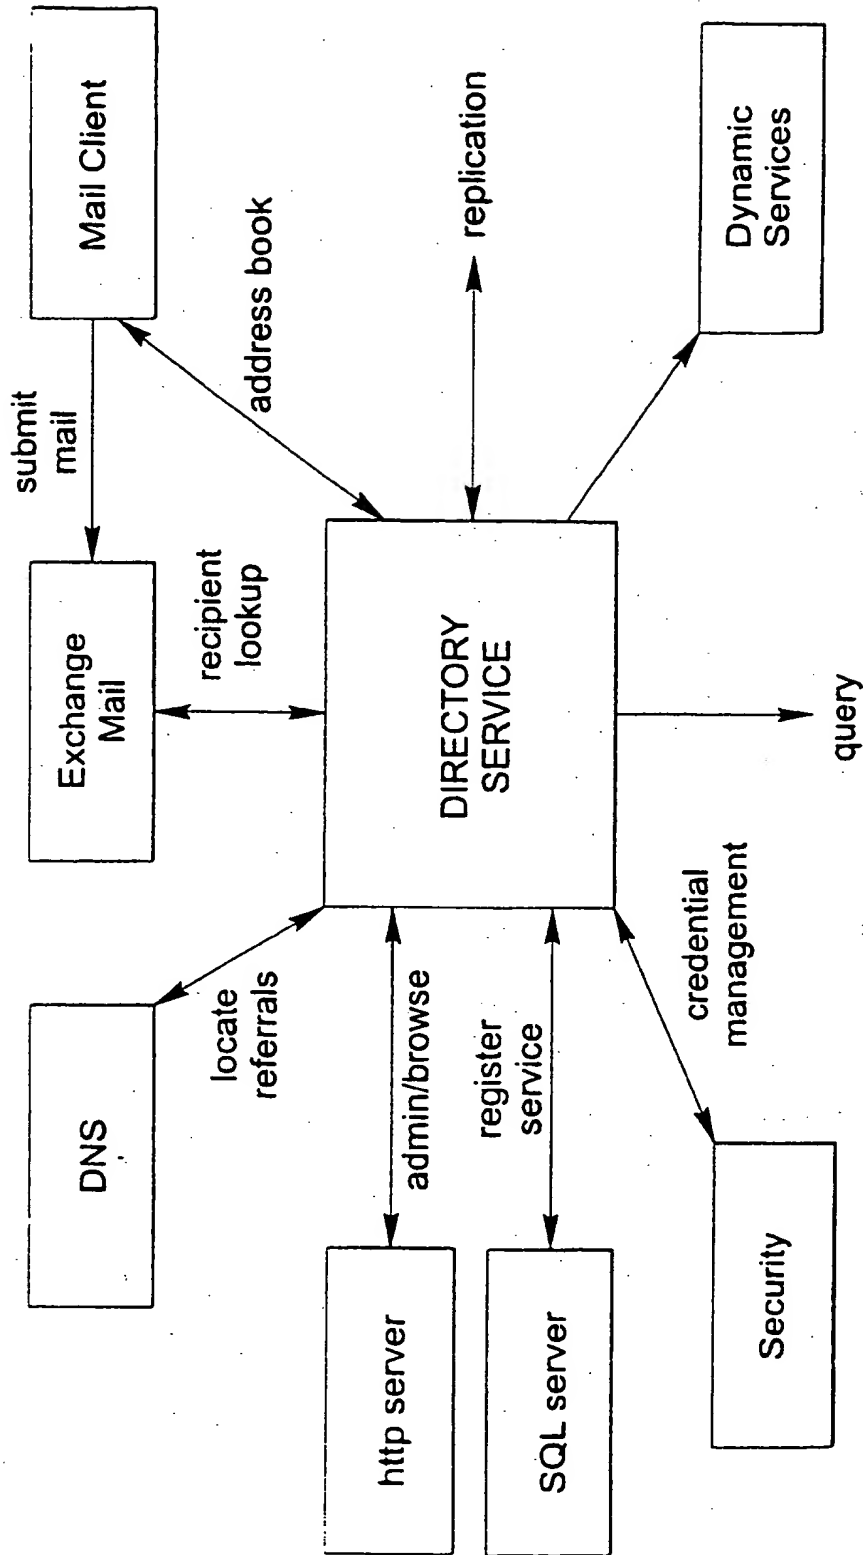 DNS
Exchange
Mail
submit
mail
Mail Client
locate
referrals
recipient
lookup
address book
http server
admin/browse
DIRECTORY
SERVICE
replication
SQL server
register
service
Security
credential
management
query
Dynamic
Services